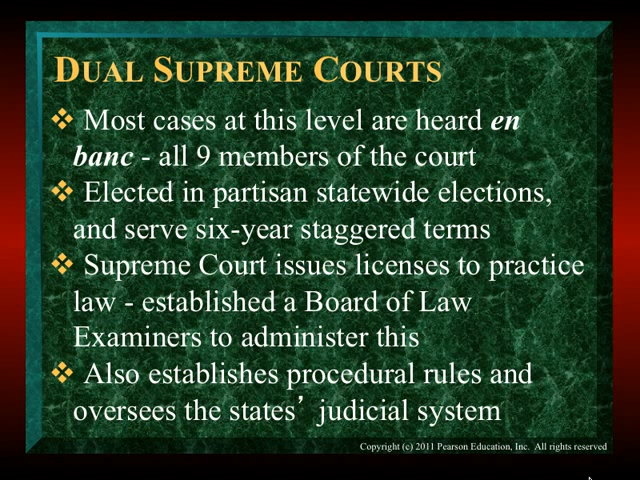 DUAL SUPREME COURTS
❖ Most cases at this level are heard en
banc - all 9 members of the court
❖ Elected in partisan statewide elections,
and serve six-year staggered terms
❖ Supreme Court issues licenses to practice
law - established a Board of Law
Examiners to administer this
❖ Also establishes procedural rules and
oversees the states’ judicial system
Copyright (c) 2011 Pearson Education, Inc. All rights reserved